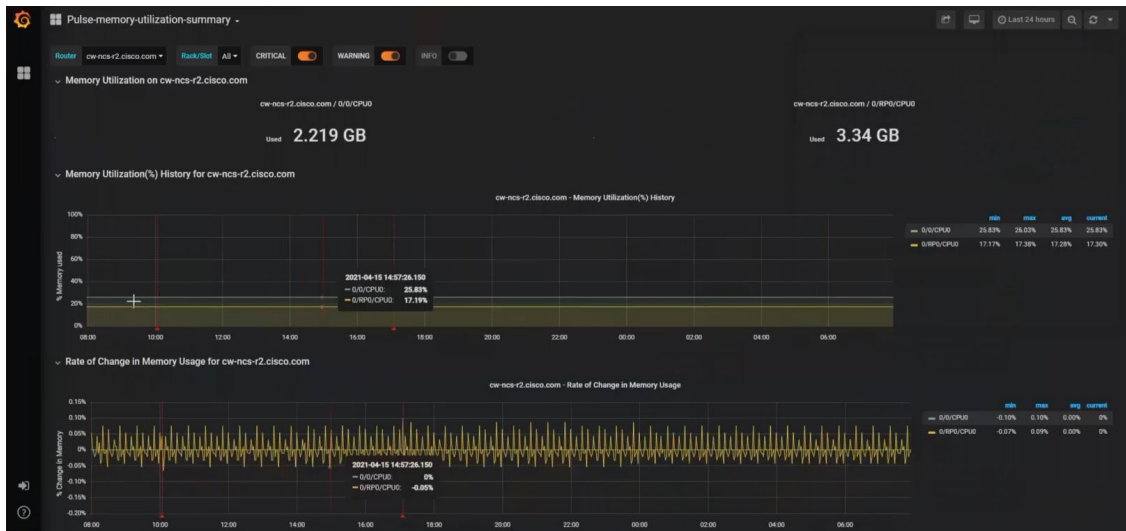 Pulse-memory-utilization-summary
Last 24 hours
Router cw-ncs-r2.cisco.com Rack/Slot All CRITICAL WARNING INFO
Memory Utilization on cw-ncs-r2.cisco.com
cw-ncs-r2.cisco.com / 0/0/CPU0
Used 2.219 GB
cw-ncs-r2.cisco.com / 0/RP0/CPU0
Used 3.34 GB
Memory Utilization(%) History for cw-ncs-r2.cisco.com
cw-ncs-r2.cisco.com - Memory Utilization(%) History
% Memory used
100%
80%
60%
40%
20%
0%
08:00 10:00 12:00 14:00 16:00 18:00 20:00 22:00 00:00 02:00 04:00 06:00
2021-04-15 14:57:26.150
0/0/CPU0: 25.83%
0/RP0/CPU0: 17.19%
min max avg current
0/0/CPU0 25.83% 26.03% 25.83% 25.83%
0/RP0/CPU0 17.17% 17.38% 17.28% 17.30%
Rate of Change in Memory Usage for cw-ncs-r2.cisco.com
cw-ncs-r2.cisco.com - Rate of Change in Memory Usage
% Change in Memory
0.15%
0.10%
0.05%
0%
-0.05%
-0.10%
-0.15%
-0.20%
08:00 10:00 12:00 14:00 16:00 18:00 20:00 22:00 00:00 02:00 04:00 06:00
2021-04-15 14:57:26.150
0/0/CPU0: 0%
0/RP0/CPU0: -0.05%
min max avg current
0/0/CPU0 -0.10% 0.10% 0.00% 0%
0/RP0/CPU0 -0.07% 0.09% 0.00% 0%